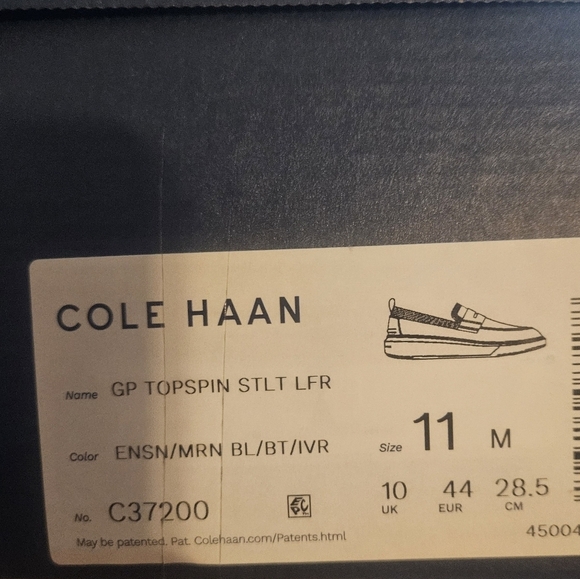 COLE HAAN
Name GP TOPSPIN STLT LFR
Color ENSN/MRN BL/BT/IVR
Size 11 M
No. C37200
10 44 28.5
UK EUR CM
May be patented. Pat. Colehaan.com/Patents.html
45004